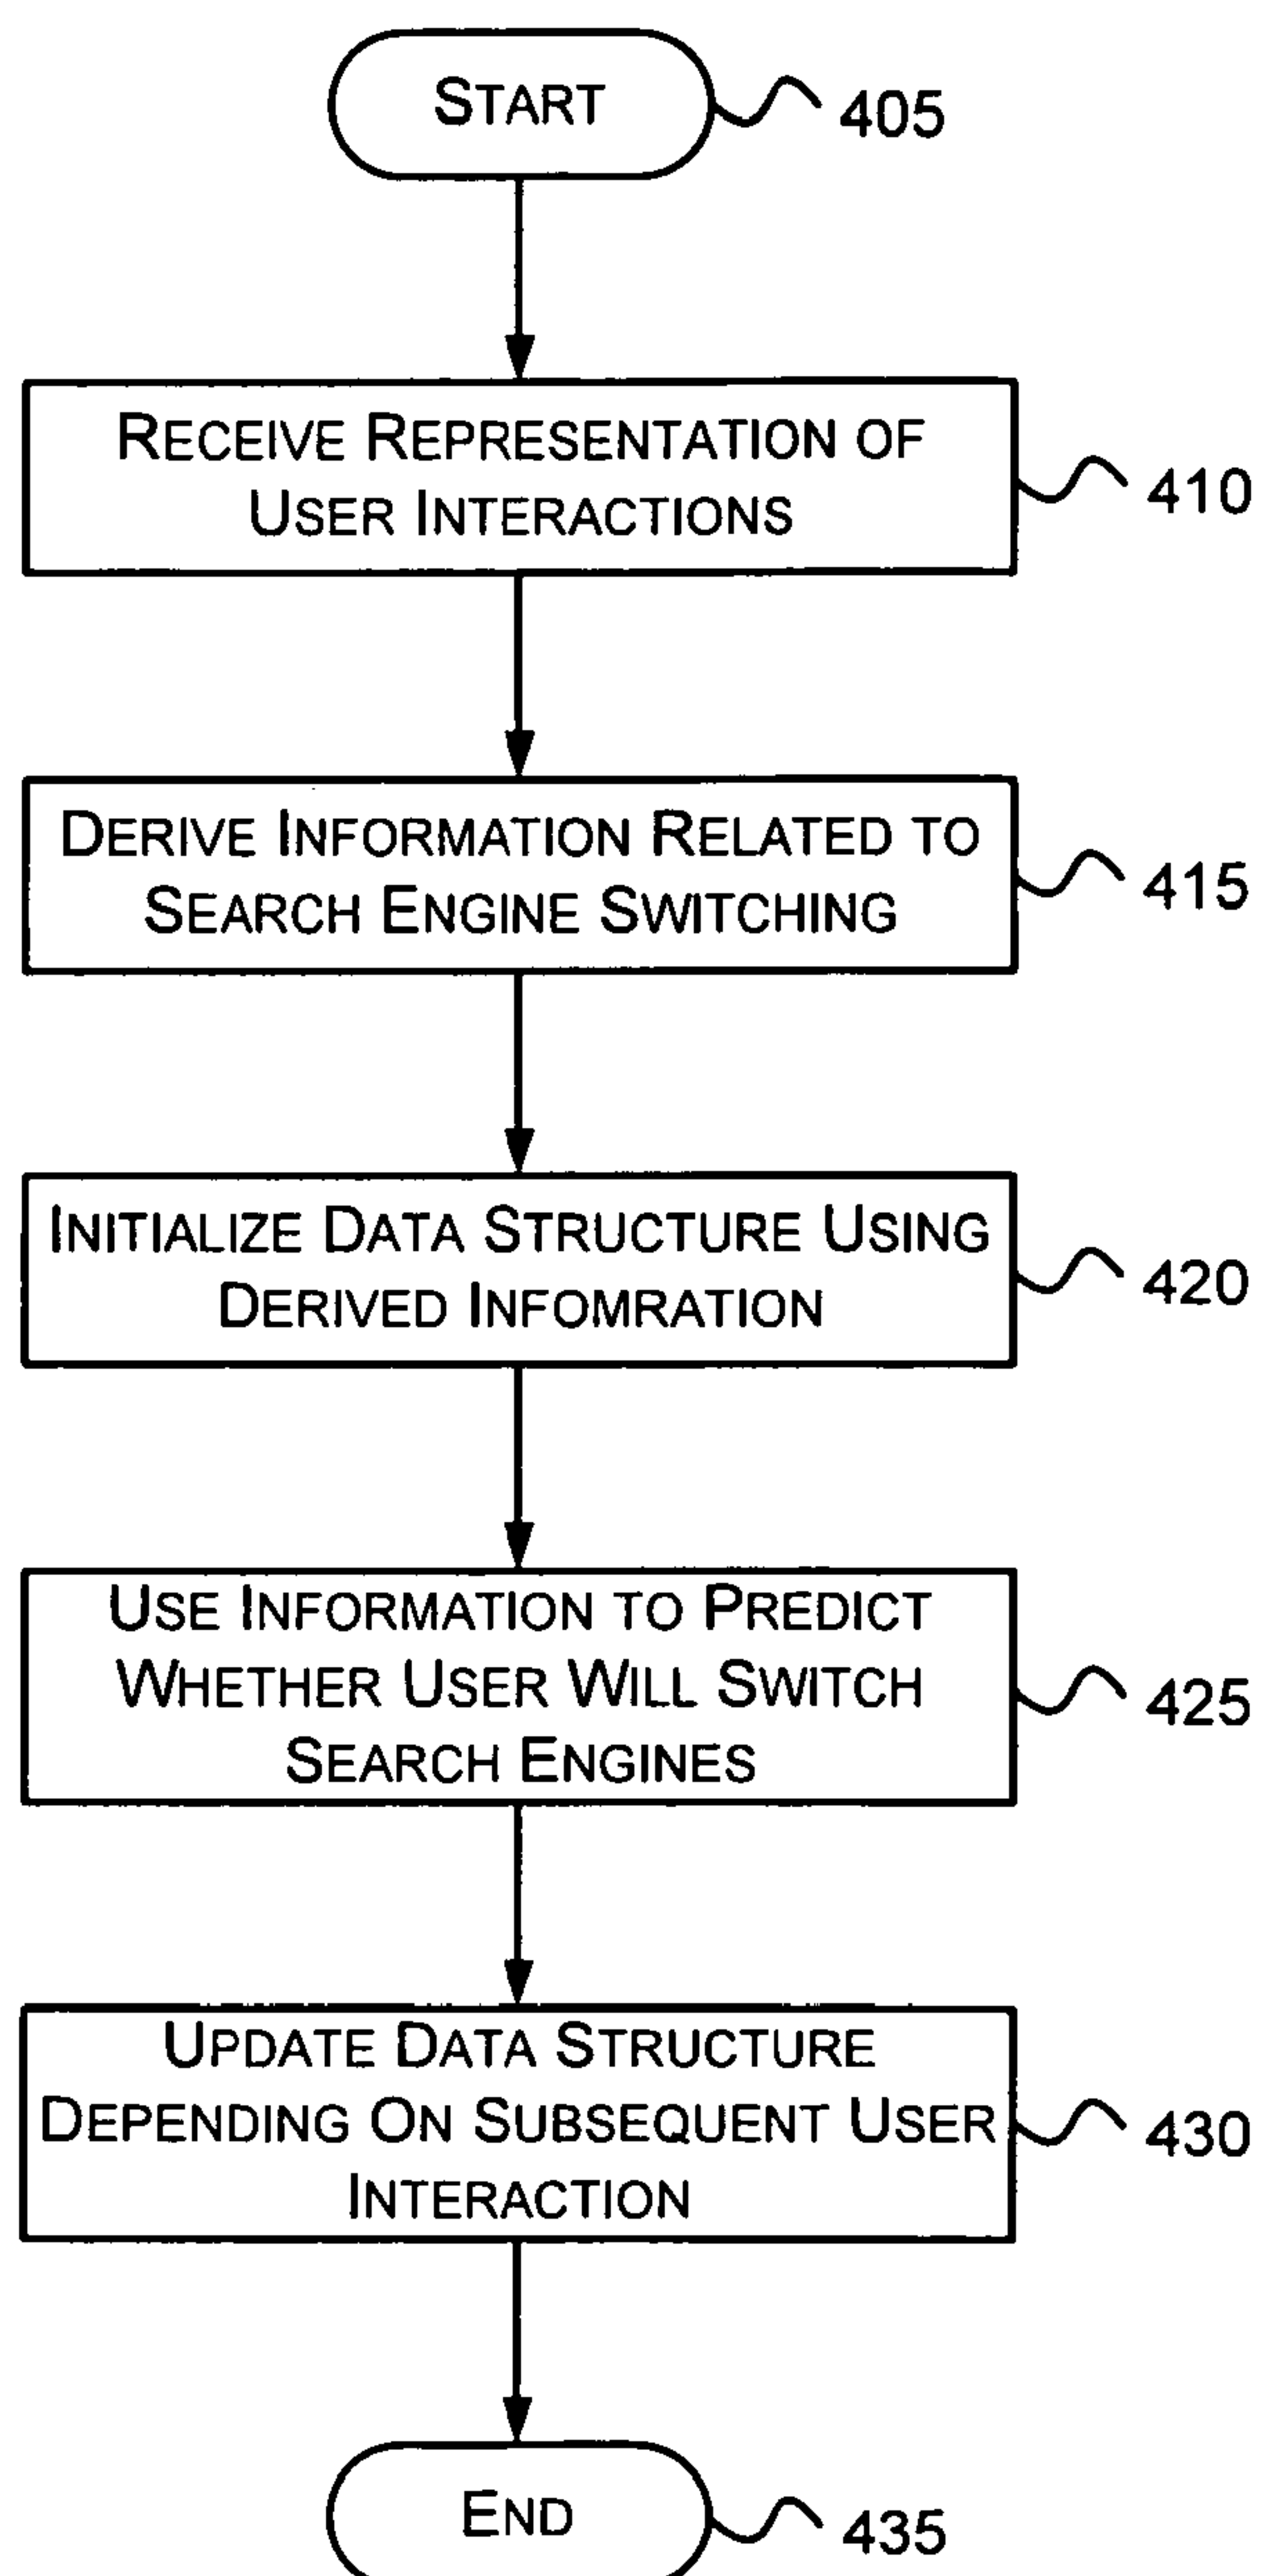 START
405
RECEIVE REPRESENTATION OF
USER INTERACTIONS
410
DERIVE INFORMATION RELATED TO
SEARCH ENGINE SWITCHING
415
INITIALIZE DATA STRUCTURE USING
DERIVED INFOMRATION
420
USE INFORMATION TO PREDICT
WHETHER USER WILL SWITCH
SEARCH ENGINES
425
UPDATE DATA STRUCTURE
DEPENDING ON SUBSEQUENT USER
INTERACTION
430
END
435